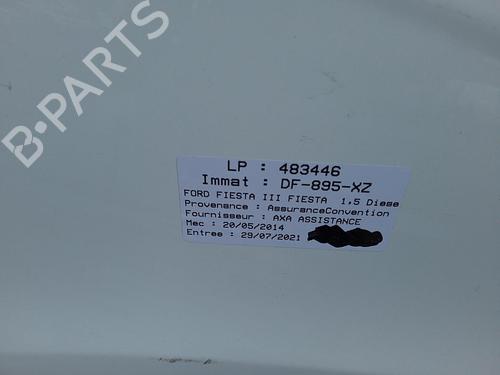 B-PARTS
LP : 483446
Immat : DF-895-XZ
FORD FIESTA III FIESTA 1,5 Diese
Provenance : AssuranceConvention
Fournisseur : AXA ASSISTANCE
Mec : 20/05/2014
Entree : 29/07/2021